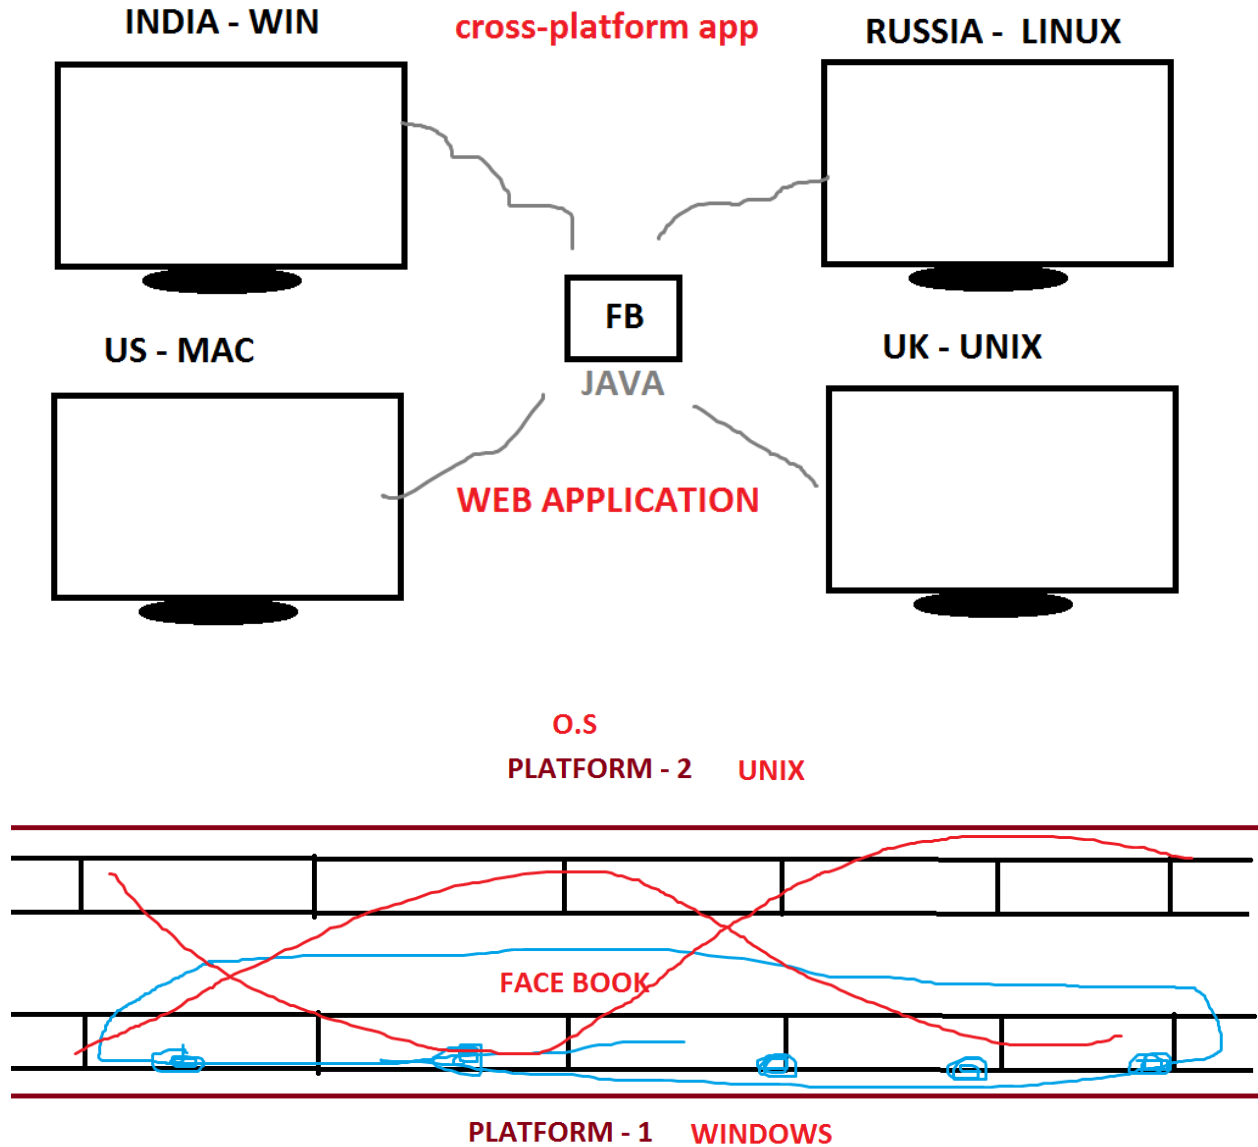 INDIA - WIN
cross-platform app
RUSSIA - LINUX
FB
JAVA
US - MAC
UK - UNIX
WEB APPLICATION
O.S
PLATFORM - 2 UNIX
FACE BOOK
PLATFORM - 1 WINDOWS